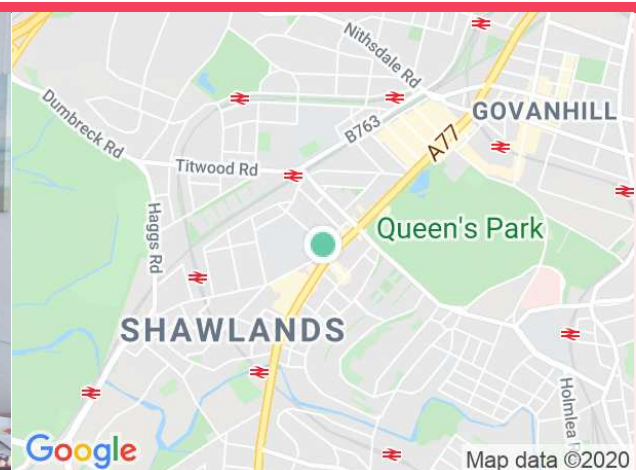 Nithsdale Rd
GOVANHILL
Dumbreck Rd
B763
A77
Titwood Rd
Haggs Rd
Queen's Park
SHAWLANDS
Holmlea
Google
Map data ©2020